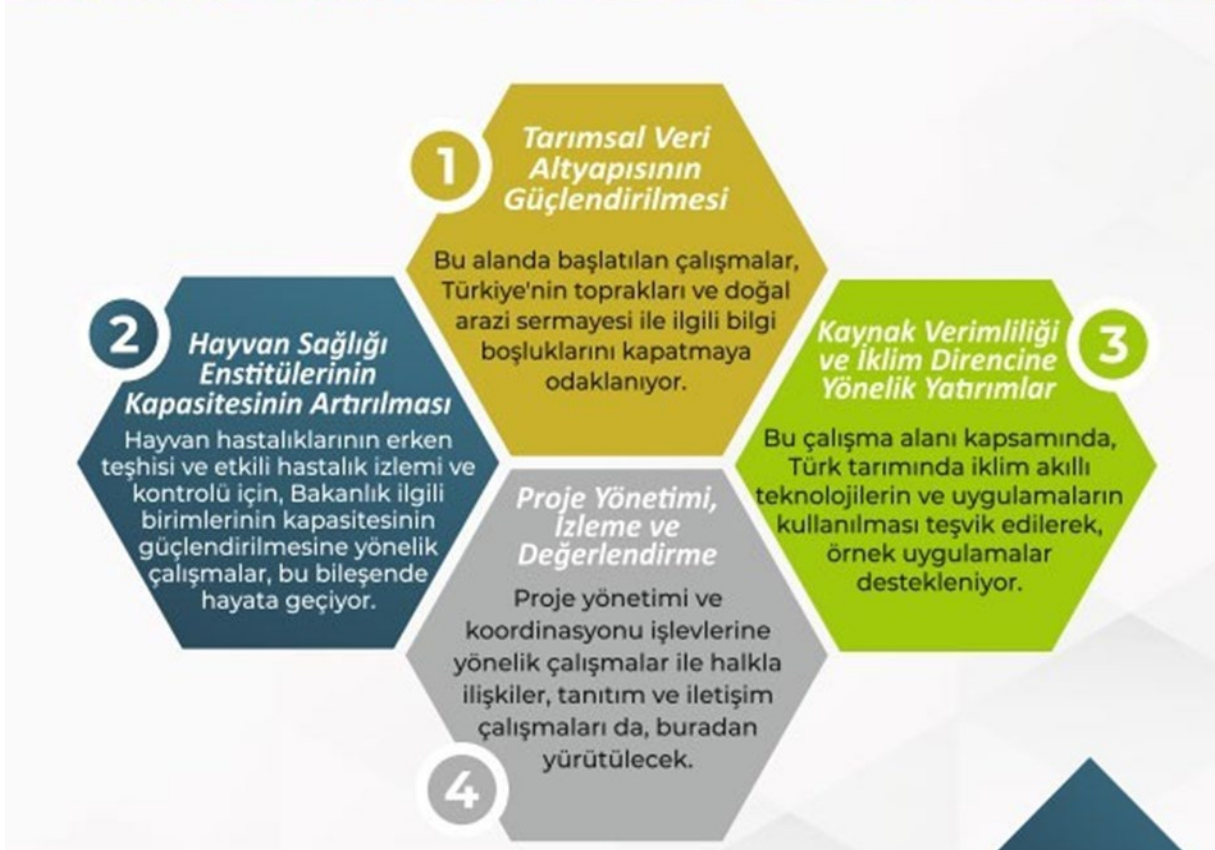 1
Tarımsal Veri
Altyapısının
Güçlendirilmesi
Bu alanda başlatılan çalışmalar,
Türkiye'nin toprakları ve doğal
arazi sermayesi ile ilgili bilgi
boşluklarını kapatmaya
odaklanıyor.
2
Hayvan Sağlığı
Enstitülerinin
Kapasitesinin Artırılması
Hayvan hastalıklarının erken
teşhisi ve etkili hastalık izlemi ve
kontrolü için, Bakanlık ilgili
birimlerinin kapasitesinin
güçlendirilmesine yönelik
çalışmalar, bu bileşende
hayata geçiyor.
3
Kaynak Verimliliği
ve İklim Direncine
Yönelik Yatırımlar
Bu çalışma alanı kapsamında,
Türk tarımında iklim akıllı
teknolojilerin ve uygulamaların
kullanılması teşvik edilerek,
örnek uygulamalar
destekleniyor.
Proje Yönetimi,
İzleme ve
Değerlendirme
Proje yönetimi ve
koordinasyonu işlevlerine
yönelik çalışmalar ile halkla
ilişkiler, tanıtım ve iletişim
çalışmaları da, buradan
yürütülecek.
4